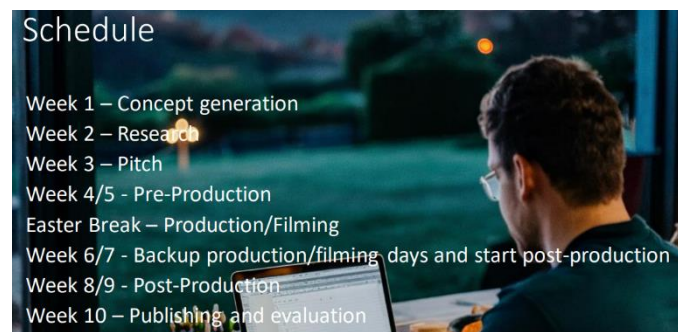 Schedule
Week 1 – Concept generation
Week 2 – Research
Week 3 – Pitch
Week 4/5 - Pre-Production
Easter Break – Production/Filming
Week 6/7 - Backup production/filming days and start post-production
Week 8/9 - Post-Production
Week 10 – Publishing and evaluation